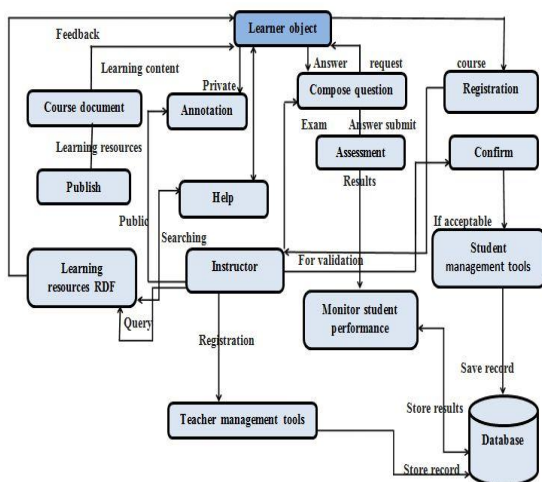 Learner object
Feedback
Learning content
Answer
request
course
Private
Course document
Annotation
Compose question
Registration
Exam
Answer submit
Learning resources
Assessment
Confirm
Publish
Help
Results
Public
Searching
If acceptable
Learning
resources RDF
Instructor
For validation
Student
management tools
Query
Registration
Monitor student
performance
Save record
Teacher management tools
Store results
Database
Store record